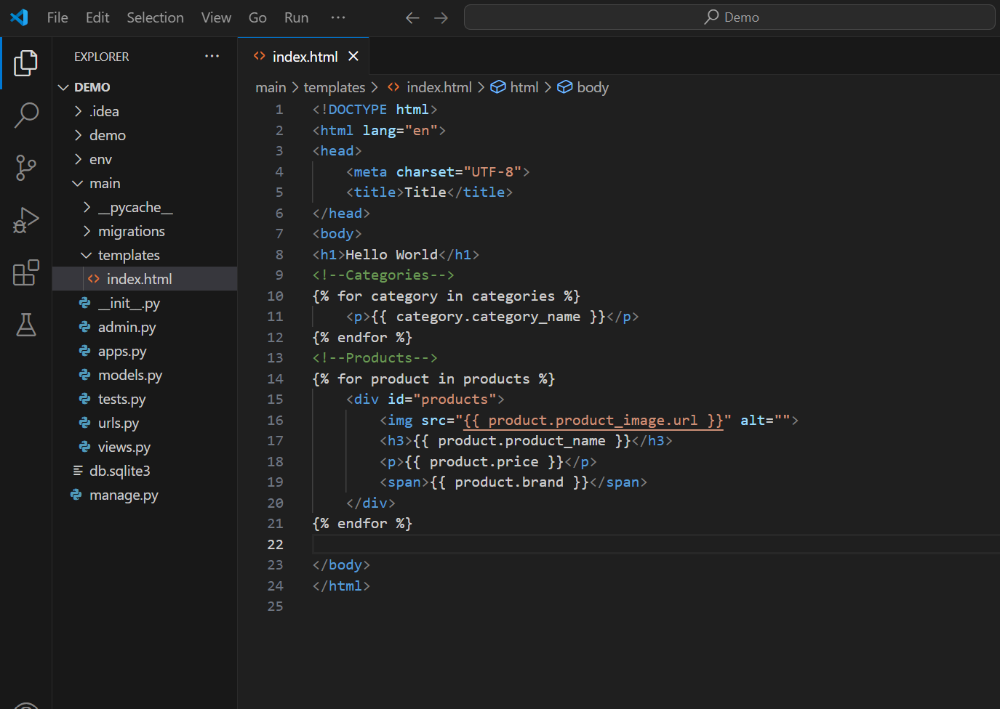 File Edit Selection View Go Run ··· Demo
EXPLORER ···
DEMO
.idea
demo
env
main
__pycache__
migrations
templates
index.html
__init__.py
admin.py
apps.py
models.py
tests.py
urls.py
views.py
db.sqlite3
manage.py
index.html
main > templates > index.html > html > body
1 <!DOCTYPE html>
2 <html lang="en">
3 <head>
4     <meta charset="UTF-8">
5     <title>Title</title>
6 </head>
7 <body>
8 <h1>Hello World</h1>
9 <!--Categories-->
10 {% for category in categories %}
11     <p>{{ category.category_name }}</p>
12 {% endfor %}
13 <!--Products-->
14 {% for product in products %}
15     <div id="products">
16         <img src="{{ product.product_image.url }}" alt="">
17         <h3>{{ product.product_name }}</h3>
18         <p>{{ product.price }}</p>
19         <span>{{ product.brand }}</span>
20     </div>
21 {% endfor %}
22
23 </body>
24 </html>
25